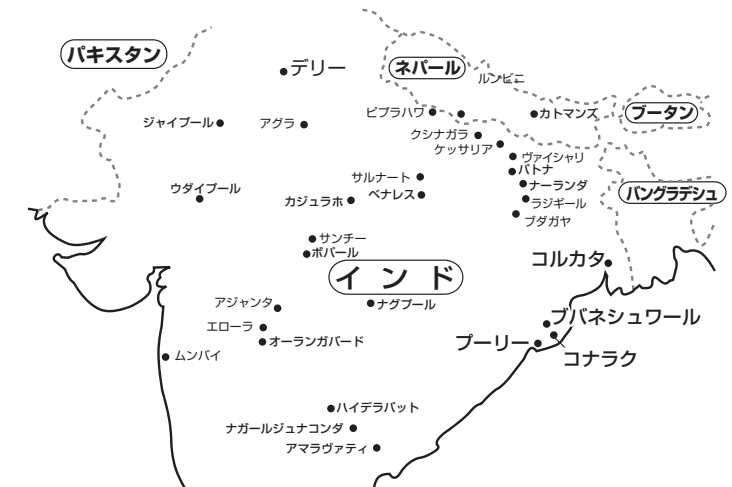 パキスタン
デリー
ネパール
ルンビニ
ジャイプール
アグラ
ピプラハワ
カトマンズ
ブータン
クシナガラ
ケッサリア
ヴァイシャリ
パトナ
サルナート
ナーランダ
ウダイプール
カジュラホ
ベナレス
ラジギール
バングラデシュ
ブダガヤ
サンチー
ボパール
コルカタ
インド
アジャンタ
ナグプール
エローラ
ブバネシュワール
オーランガバード
プーリー
ムンバイ
コナラク
ハイデラバット
ナガールジュナコンダ
アマラヴァティ